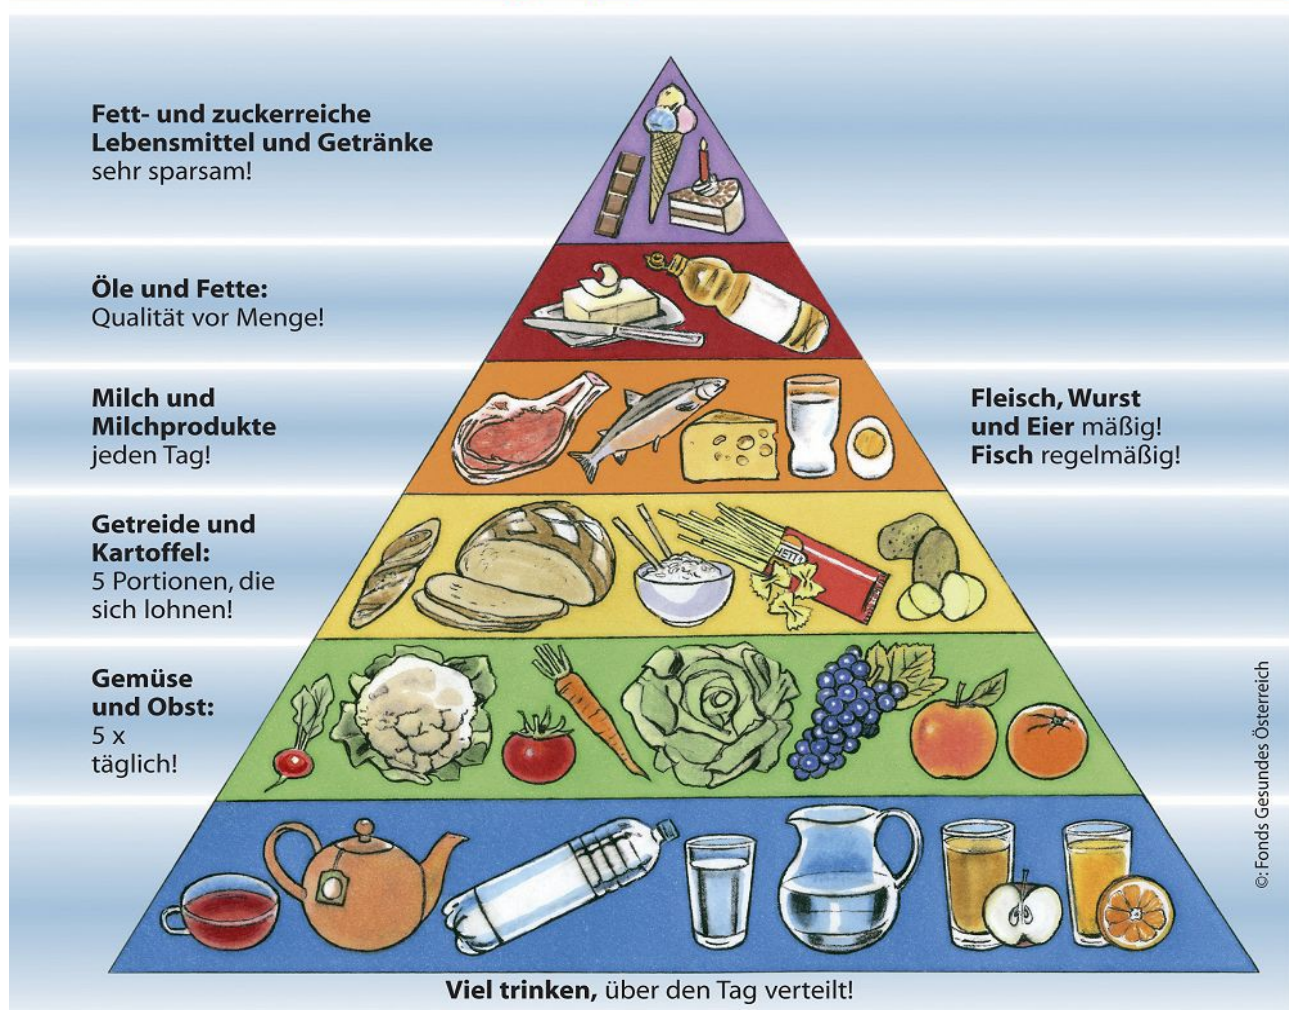 Fett- und zuckerreiche
Lebensmittel und Getränke
sehr sparsam!
Öle und Fette:
Qualität vor Menge!
Milch und
Milchprodukte
jeden Tag!
Fleisch, Wurst
und Eier mäßig!
Fisch regelmäßig!
Getreide und
Kartoffel:
5 Portionen, die
sich lohnen!
Gemüse
und Obst:
5 x
täglich!
Viel trinken, über den Tag verteilt!
©: Fonds Gesundes Österreich